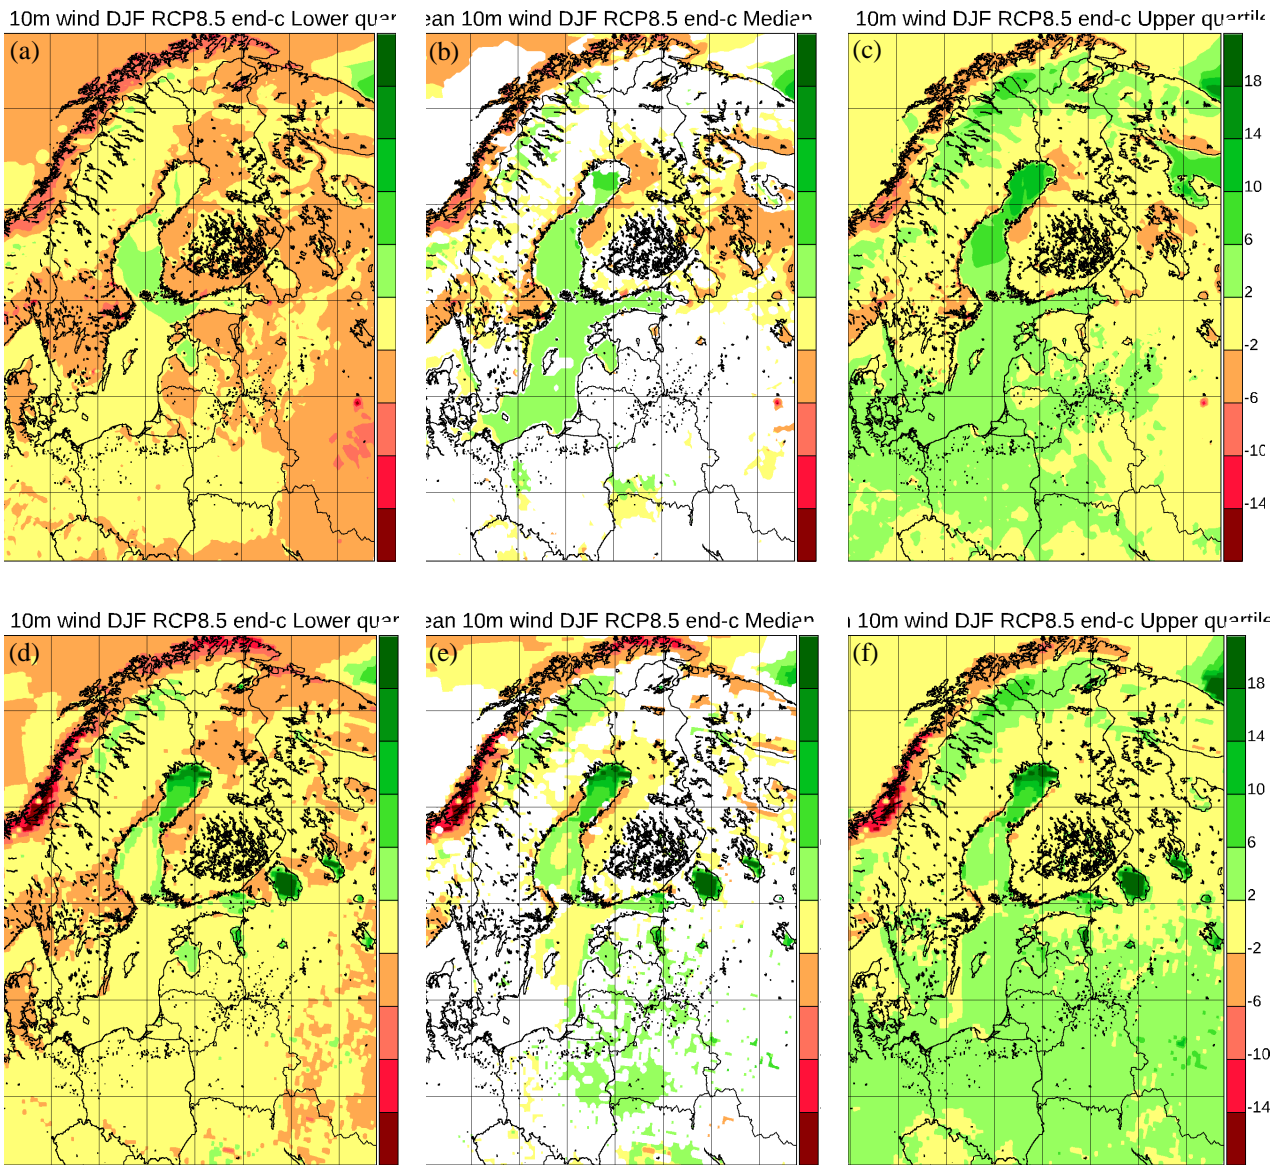 10m wind DJF RCP8.5 end-c Lower quar
ean 10m wind DJF RCP8.5 end-c Median
10m wind DJF RCP8.5 end-c Upper quartile
(a)
(b)
(c)
18
14
10
6
2
-2
-6
-10
-14
10m wind DJF RCP8.5 end-c Lower quar
ean 10m wind DJF RCP8.5 end-c Median
10m wind DJF RCP8.5 end-c Upper quartile
(d)
(e)
(f)
18
14
10
6
2
-2
-6
-10
-14